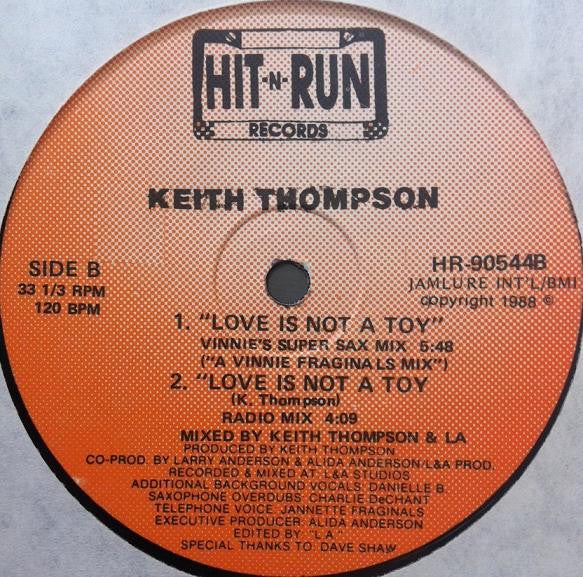 HIT-N-RUN
RECORDS
KEITH THOMPSON
SIDE B
33 1/3 RPM
120 BPM
HR-90544B
JAMLURE INT'L/BMI
copyright 1988 ©
1. "LOVE IS NOT A TOY"
VINNIE'S SUPER SAX MIX 5:48
("A VINNIE FRAGINALS MIX")
2. "LOVE IS NOT A TOY
(K. Thompson)
RADIO MIX 4:09
MIXED BY KEITH THOMPSON & LA
PRODUCED BY KEITH THOMPSON
CO-PROD. BY LARRY ANDERSON & ALIDA ANDERSON/L&A PROD.
RECORDED & MIXED AT: L&A STUDIOS
ADDITIONAL BACKGROUND VOCALS: DANIELLE B.
SAXOPHONE OVERDUBS: CHARLIE DeCHANT
TELEPHONE VOICE: JANNETTE FRAGINALS
EXECUTIVE PRODUCER: ALIDA ANDERSON
EDITED BY "L.A."
SPECIAL THANKS TO: DAVE SHAW